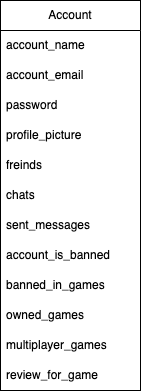 Account
account_name
account_email
password
profile_picture
freinds
chats
sent_messages
account_is_banned
banned_in_games
owned_games
multiplayer_games
review_for_game